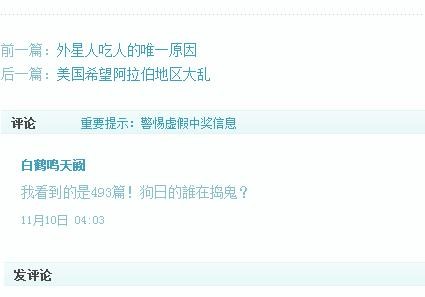 前一篇：外星人吃人的唯一原因
后一篇：美国希望阿拉伯地区大乱
评论 重要提示：警惕虚假中奖信息
白鹤鸣天阙
我看到的是493篇！狗日的誰在捣鬼？
11月10日 04:03
发评论